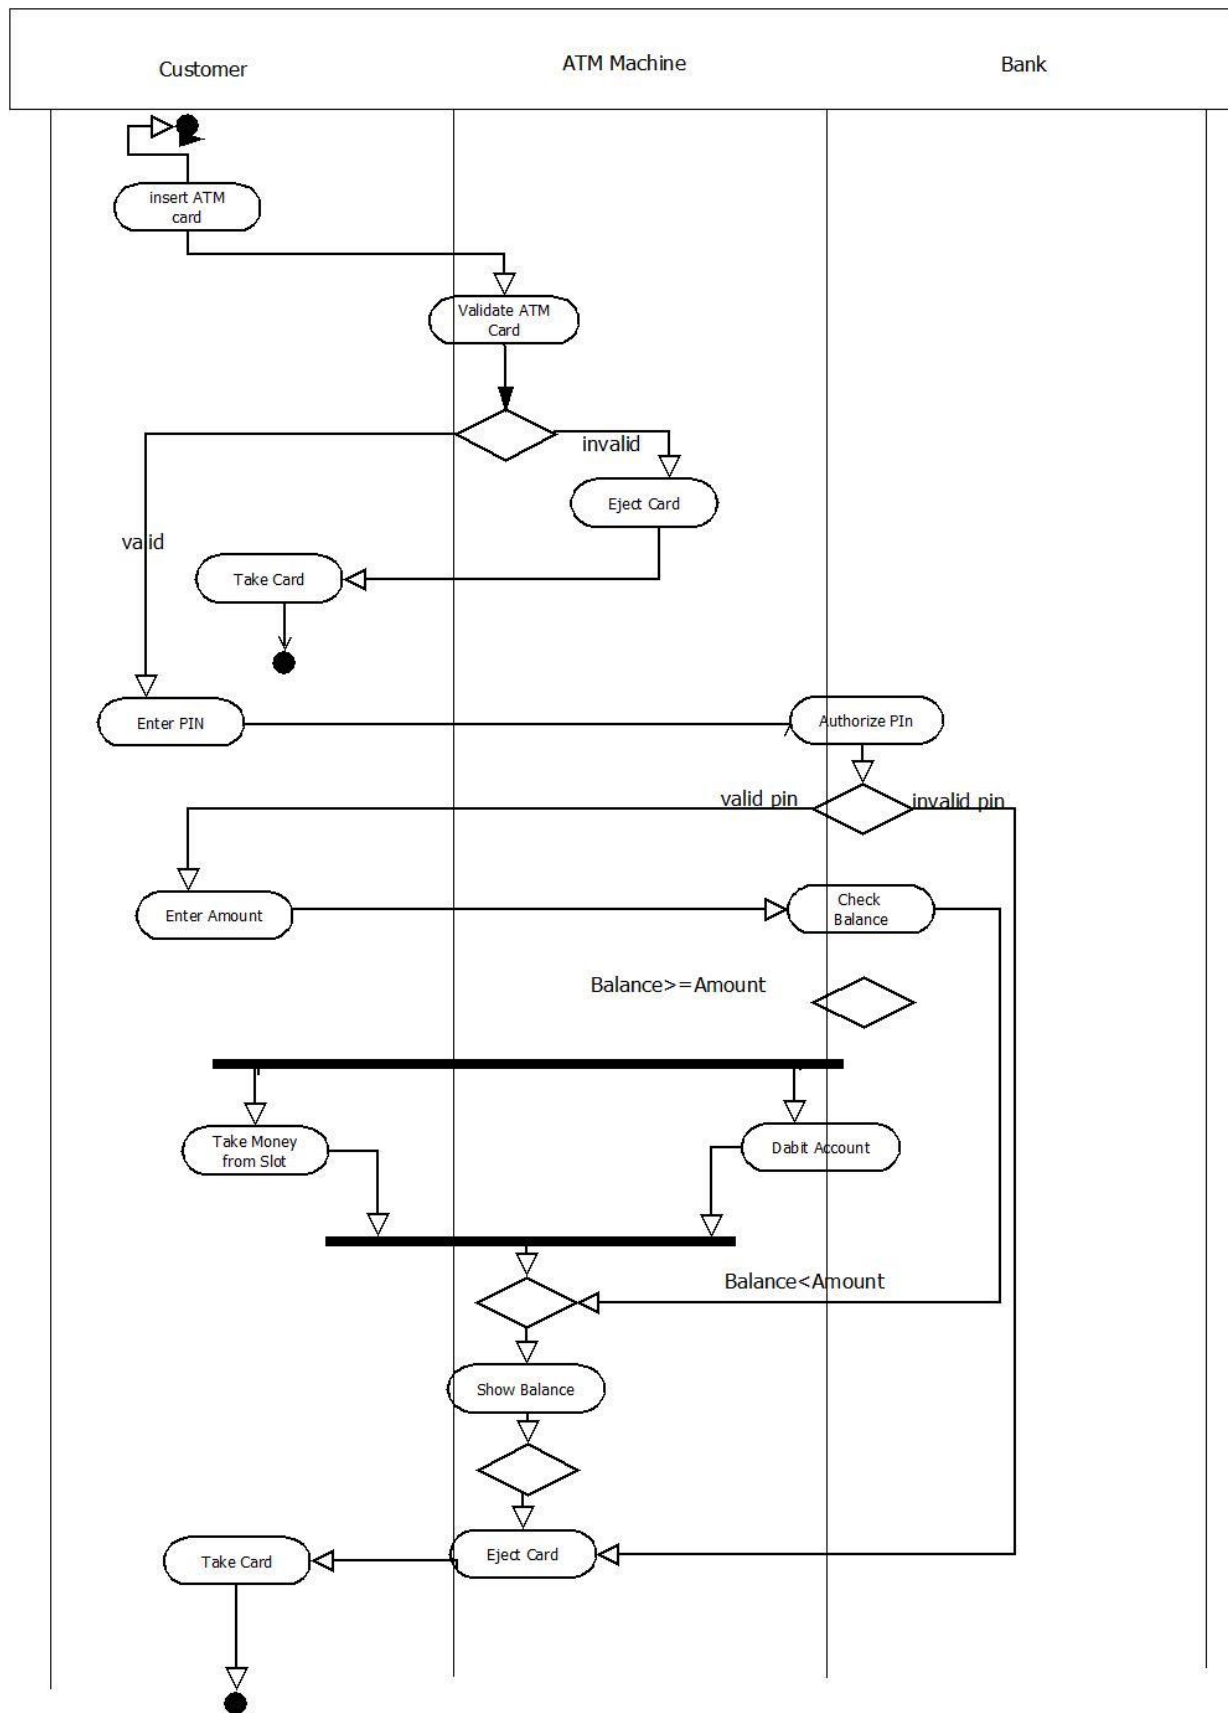 Customer
ATM Machine
Bank
insert ATM
card
Validate ATM
Card
invalid
Eject Card
valid
Take Card
Enter PIN
Authorize PIn
valid pin
invalid pin
Enter Amount
Check
Balance
Balance>=Amount
Take Money
from Slot
Dabit Account
Balance<Amount
Show Balance
Eject Card
Take Card